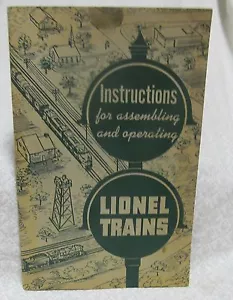 Instructions
for assembling
and operating
LIONEL
TRAINS